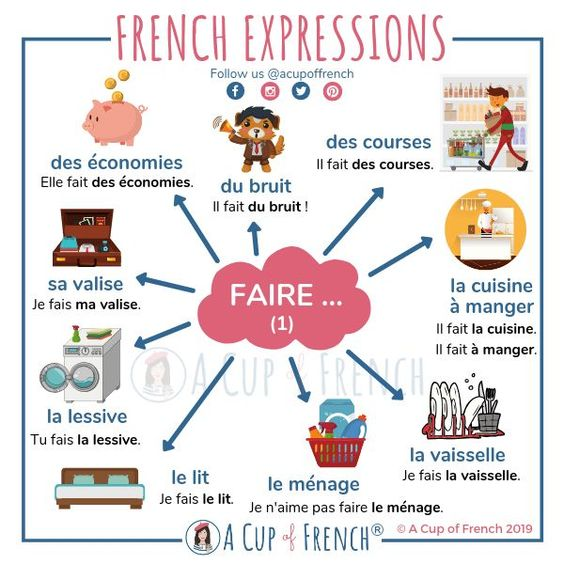 FRENCH EXPRESSIONS
Follow us @acupoffrench
des économies
Elle fait des économies.
du bruit
Il fait du bruit !
des courses
Il fait des courses.
sa valise
Je fais ma valise.
FAIRE ...
(1)
la cuisine
à manger
Il fait la cuisine.
Il fait à manger.
A CUP of FRENCH
la lessive
Tu fais la lessive.
la vaisselle
Je fais la vaisselle.
le lit
Je fais le lit.
le ménage
Je n'aime pas faire le ménage.
A CUP of FRENCH®
© A Cup of French 2019